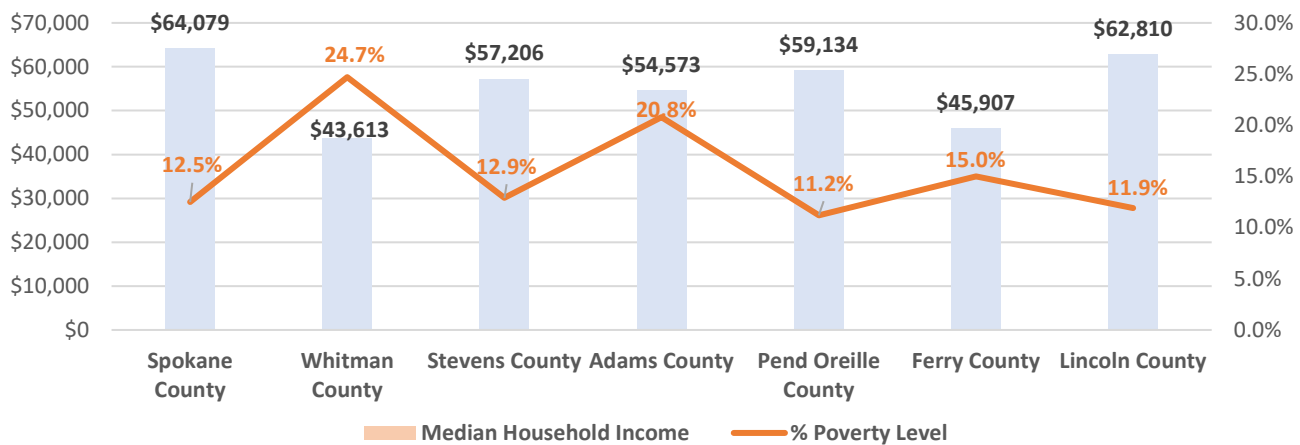 $70,000
$60,000
$50,000
$40,000
$30,000
$20,000
$10,000
$0
$64,079
$43,613
$57,206
$54,573
$59,134
$45,907
$62,810
12.5%
24.7%
12.9%
20.8%
11.2%
15.0%
11.9%
30.0%
25.0%
20.0%
15.0%
10.0%
5.0%
0.0%
Spokane
County
Whitman
County
Stevens County
Adams County
Pend Oreille
County
Ferry County
Lincoln County
Median Household Income
% Poverty Level